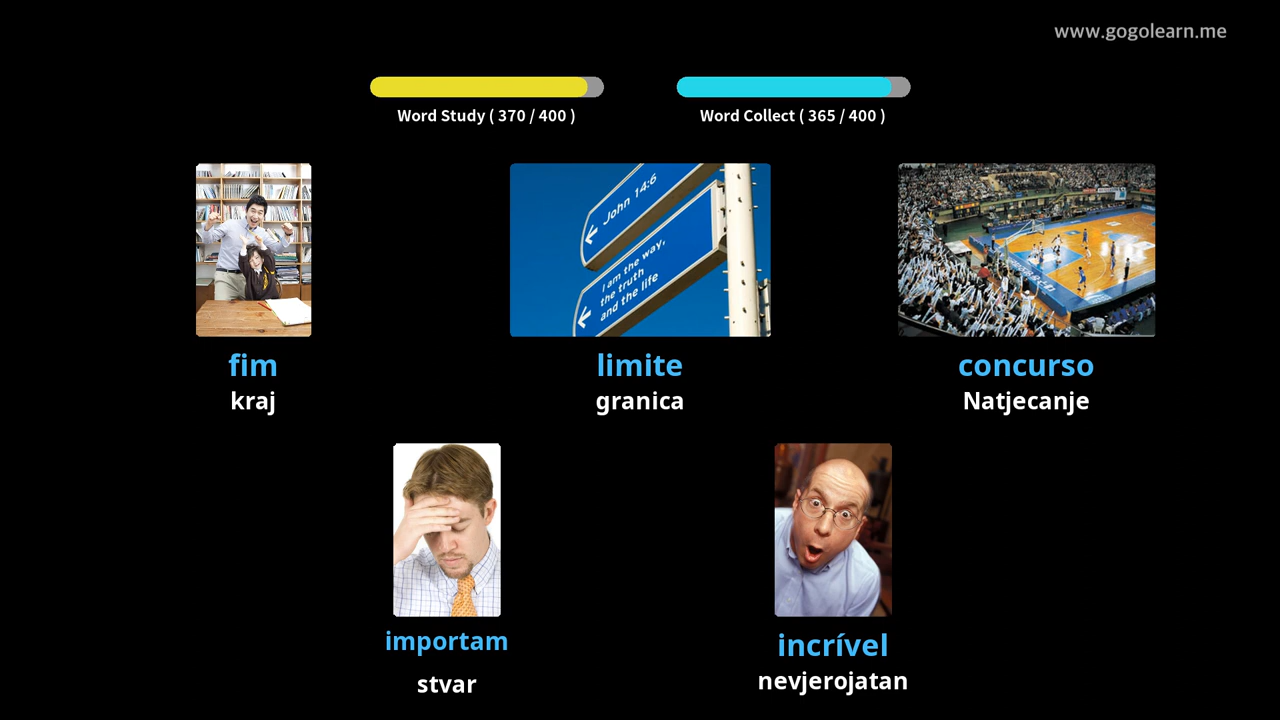 www.gogolearn.me
Word Study ( 370 / 400 )
Word Collect ( 365 / 400 )
John 14:6
I am the way,
the truth
and the life
fim
kraj
limite
granica
concurso
Natjecanje
importam
stvar
incrível
nevjerojatan